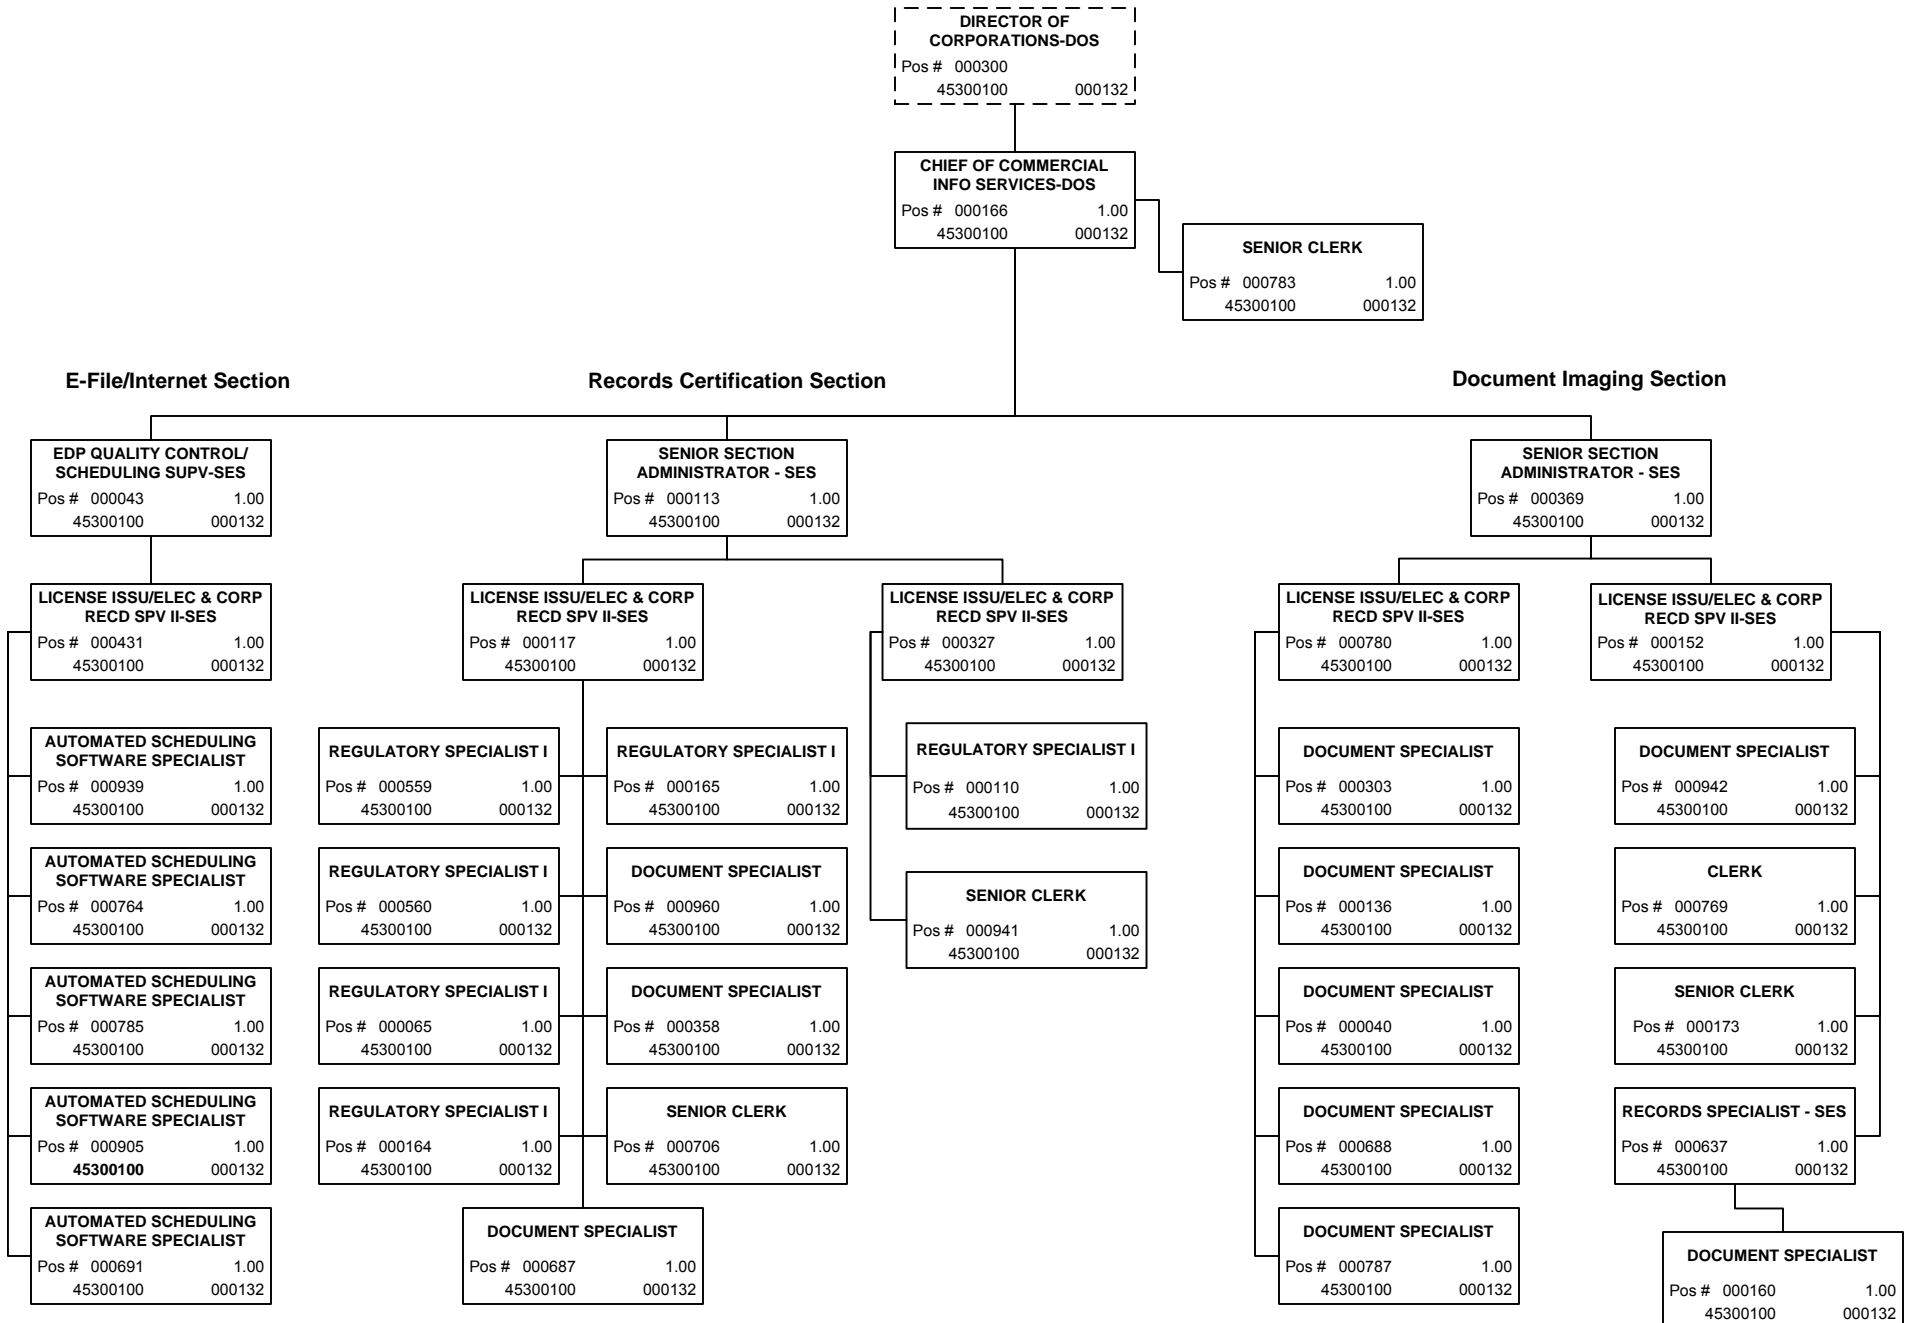 DIRECTOR OF
CORPORATIONS-DOS
Pos # 000300
45300100 000132
CHIEF OF COMMERCIAL
INFO SERVICES-DOS
Pos # 000166 1.00
45300100 000132
SENIOR CLERK
Pos # 000783 1.00
45300100 000132
E-File/Internet Section
Records Certification Section
Document Imaging Section
EDP QUALITY CONTROL/
SCHEDULING SUPV-SES
Pos # 000043 1.00
45300100 000132
SENIOR SECTION
ADMINISTRATOR - SES
Pos # 000113 1.00
45300100 000132
SENIOR SECTION
ADMINISTRATOR - SES
Pos # 000369 1.00
45300100 000132
LICENSE ISSU/ELEC & CORP
RECD SPV II-SES
Pos # 000431 1.00
45300100 000132
LICENSE ISSU/ELEC & CORP
RECD SPV II-SES
Pos # 000117 1.00
45300100 000132
LICENSE ISSU/ELEC & CORP
RECD SPV II-SES
Pos # 000327 1.00
45300100 000132
LICENSE ISSU/ELEC & CORP
RECD SPV II-SES
Pos # 000780 1.00
45300100 000132
LICENSE ISSU/ELEC & CORP
RECD SPV II-SES
Pos # 000152 1.00
45300100 000132
AUTOMATED SCHEDULING
SOFTWARE SPECIALIST
Pos # 000939 1.00
45300100 000132
REGULATORY SPECIALIST I
Pos # 000559 1.00
45300100 000132
REGULATORY SPECIALIST I
Pos # 000165 1.00
45300100 000132
REGULATORY SPECIALIST I
Pos # 000110 1.00
45300100 000132
DOCUMENT SPECIALIST
Pos # 000303 1.00
45300100 000132
DOCUMENT SPECIALIST
Pos # 000942 1.00
45300100 000132
AUTOMATED SCHEDULING
SOFTWARE SPECIALIST
Pos # 000764 1.00
45300100 000132
REGULATORY SPECIALIST I
Pos # 000560 1.00
45300100 000132
DOCUMENT SPECIALIST
Pos # 000960 1.00
45300100 000132
SENIOR CLERK
Pos # 000941 1.00
45300100 000132
DOCUMENT SPECIALIST
Pos # 000136 1.00
45300100 000132
CLERK
Pos # 000769 1.00
45300100 000132
AUTOMATED SCHEDULING
SOFTWARE SPECIALIST
Pos # 000785 1.00
45300100 000132
REGULATORY SPECIALIST I
Pos # 000065 1.00
45300100 000132
DOCUMENT SPECIALIST
Pos # 000358 1.00
45300100 000132
DOCUMENT SPECIALIST
Pos # 000040 1.00
45300100 000132
SENIOR CLERK
Pos # 000173 1.00
45300100 000132
AUTOMATED SCHEDULING
SOFTWARE SPECIALIST
Pos # 000905 1.00
45300100 000132
REGULATORY SPECIALIST I
Pos # 000164 1.00
45300100 000132
SENIOR CLERK
Pos # 000706 1.00
45300100 000132
DOCUMENT SPECIALIST
Pos # 000688 1.00
45300100 000132
RECORDS SPECIALIST - SES
Pos # 000637 1.00
45300100 000132
AUTOMATED SCHEDULING
SOFTWARE SPECIALIST
Pos # 000691 1.00
45300100 000132
DOCUMENT SPECIALIST
Pos # 000687 1.00
45300100 000132
DOCUMENT SPECIALIST
Pos # 000787 1.00
45300100 000132
DOCUMENT SPECIALIST
Pos # 000160 1.00
45300100 000132